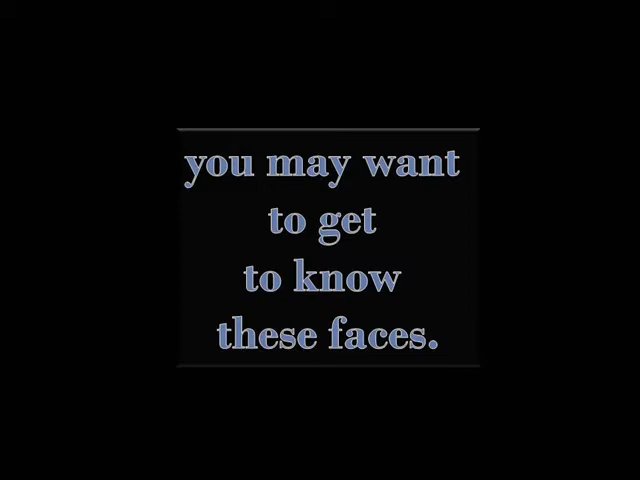 you may want
to get
to know
these faces.